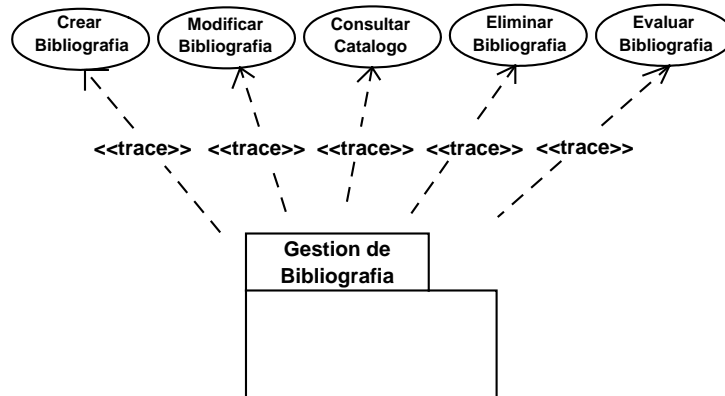 Crear
Bibliografia
Modificar
Bibliografia
Consultar
Catalogo
Eliminar
Bibliografia
Evaluar
Bibliografia
<<trace>> <<trace>> <<trace>> <<trace>> <<trace>>
Gestion de
Bibliografia